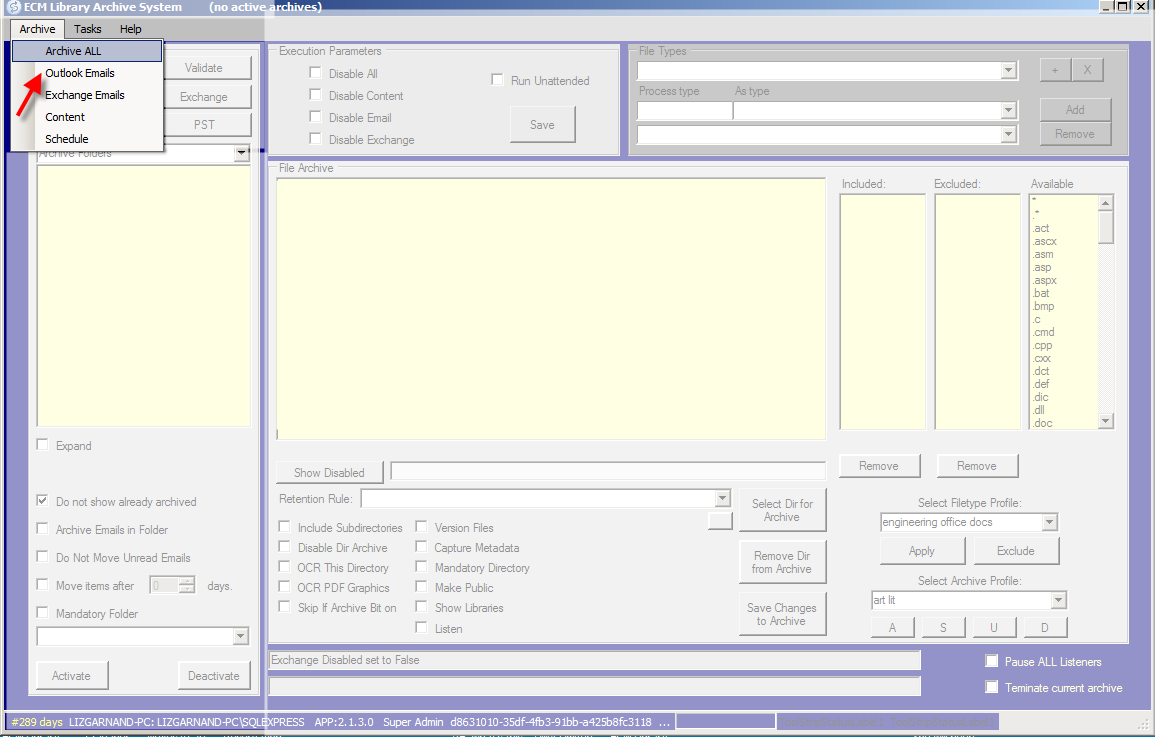 ECM Library Archive System (no active archives)
Archive Tasks Help
Archive ALL
Outlook Emails
Exchange Emails
Content
Schedule
Validate
Exchange
PST
Archive Folders
Expand
Do not show already archived
Archive Emails in Folder
Do Not Move Unread Emails
Move items after 0 days.
Mandatory Folder
Activate Deactivate
Execution Parameters
Disable All
Disable Content
Disable Email
Disable Exchange
Run Unattended
Save
File Types
+ X
Process type As type
Add
Remove
File Archive
Included: Excluded: Available
*
.*
.act
.ascx
.asm
.asp
.aspx
.bat
.bmp
.c
.cmd
.cpp
.cxx
.dct
.def
.dic
.dll
.doc
Show Disabled
Remove Remove
Retention Rule:
Include Subdirectories
Disable Dir Archive
OCR This Directory
OCR PDF Graphics
Skip If Archive Bit on
Version Files
Capture Metadata
Mandatory Directory
Make Public
Show Libraries
Listen
Select Dir for
Archive
Remove Dir
from Archive
Save Changes
to Archive
Select Filetype Profile:
engineering office docs
Apply Exclude
Select Archive Profile:
art lit
A S U D
Exchange Disabled set to False
Pause ALL Listeners
Teminate current archive
#289 days LIZGARNAND-PC: LIZGARNAND-PC\SQLEXPRESS APP:2.1.3.0 Super Admin d8631010-35df-4fb3-91bb-a425b8fc3118 ...